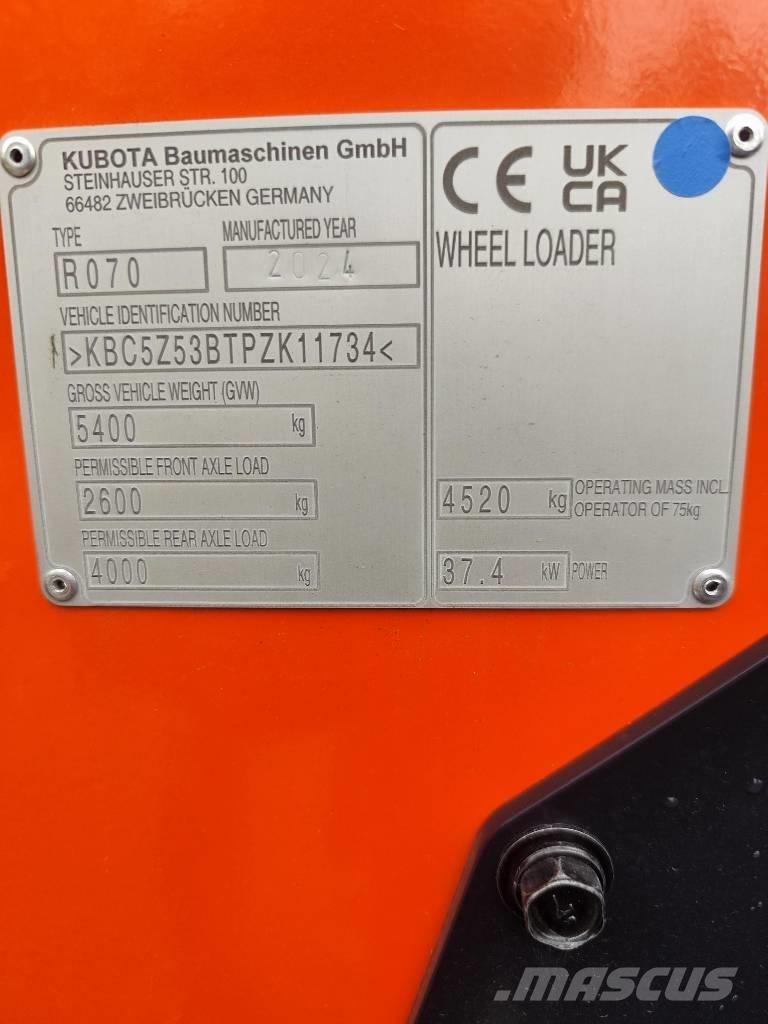 KUBOTA Baumaschinen GmbH
STEINHAUSER STR. 100
66482 ZWEIBRÜCKEN GERMANY
TYPE
R070
MANUFACTURED YEAR
2024
VEHICLE IDENTIFICATION NUMBER
>KBC5Z53BTPZK11734<
GROSS VEHICLE WEIGHT (GVW)
5400 kg
PERMISSIBLE FRONT AXLE LOAD
2600 kg
PERMISSIBLE REAR AXLE LOAD
4000 kg
CE
UK
CA
WHEEL LOADER
4520 kg
OPERATING MASS INCL.
OPERATOR OF 75kg
37.4 kW POWER
MASCUS